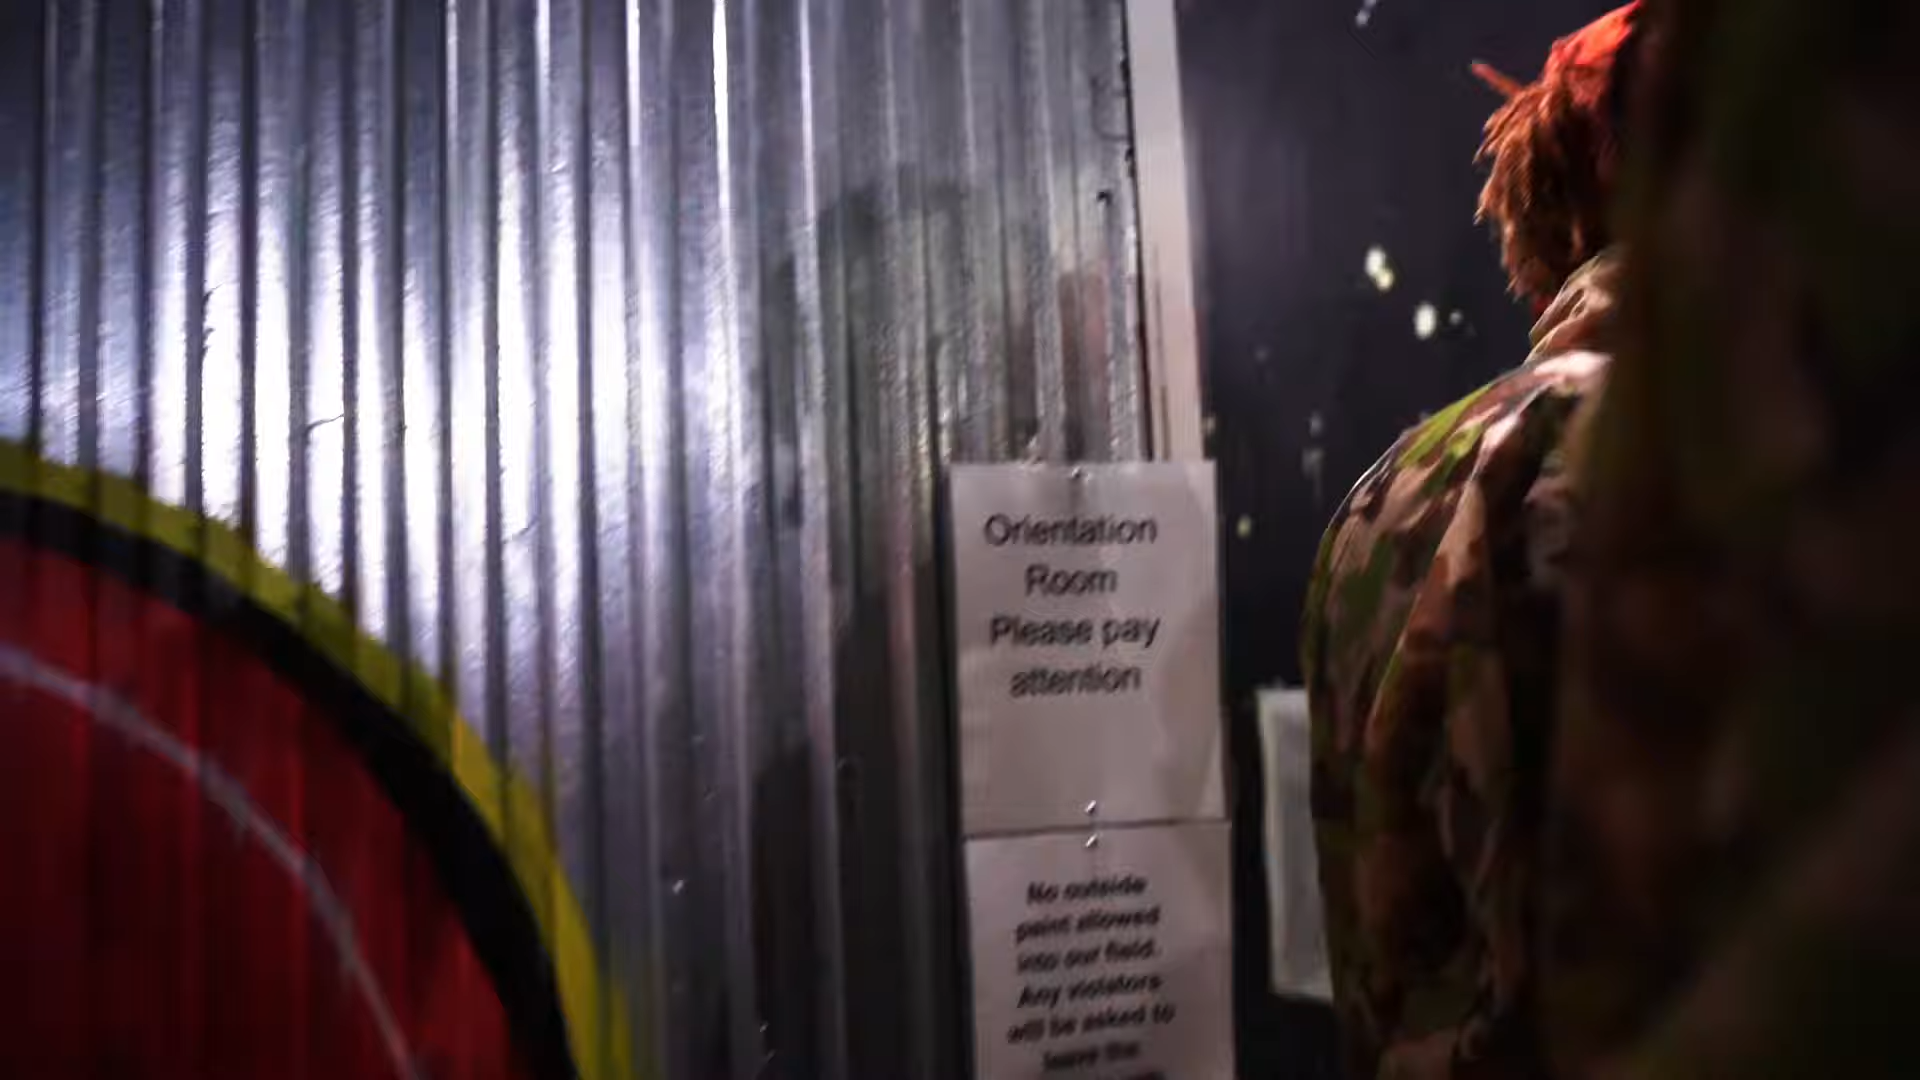 Orientation
Room
Please pay
attention
No outside
paint allowed
into our field.
Any violators
will be asked to
leave the